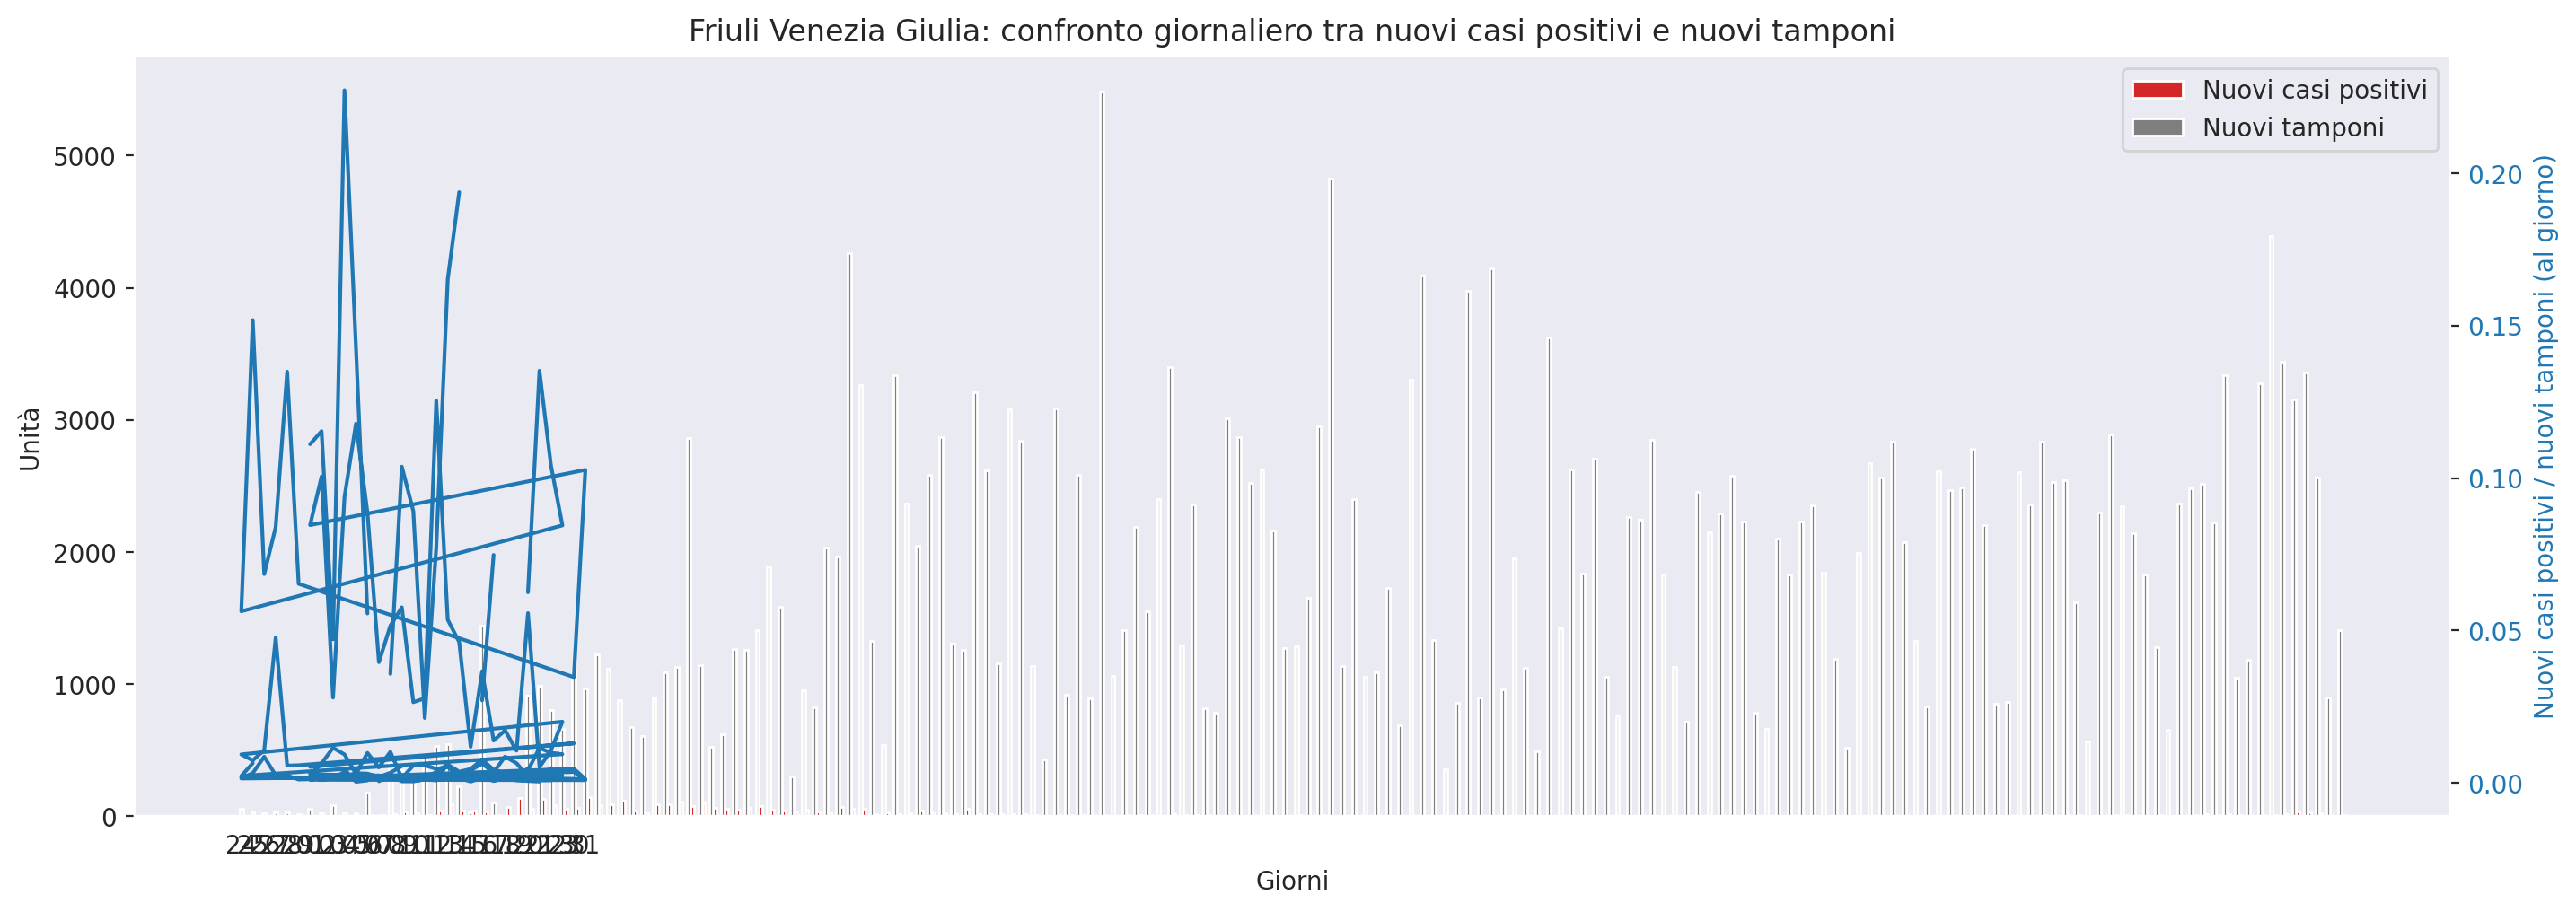 Friuli Venezia Giulia: confronto giornaliero tra nuovi casi positivi e nuovi tamponi
Nuovi casi positivi
Nuovi tamponi
5000
4000
3000
2000
1000
0
Unità
0.20
0.15
0.10
0.05
0.00
Nuovi casi positivi / nuovi tamponi (al giorno)
Giorni